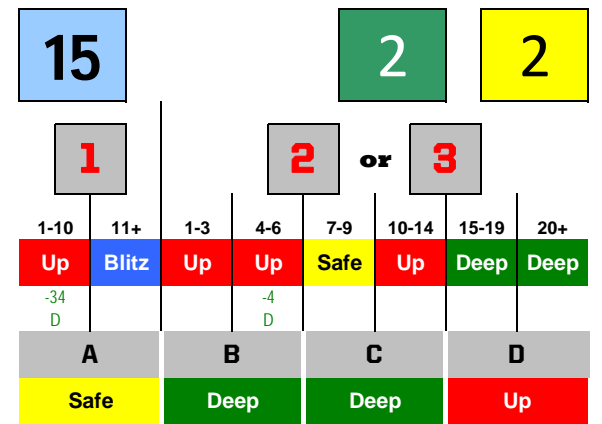 15 2 2
1 2 or 3
1-10 11+ 1-3 4-6 7-9 10-14 15-19 20+
Up Blitz Up Up Safe Up Deep Deep
-34 -4
D D
A B C D
Safe Deep Deep Up